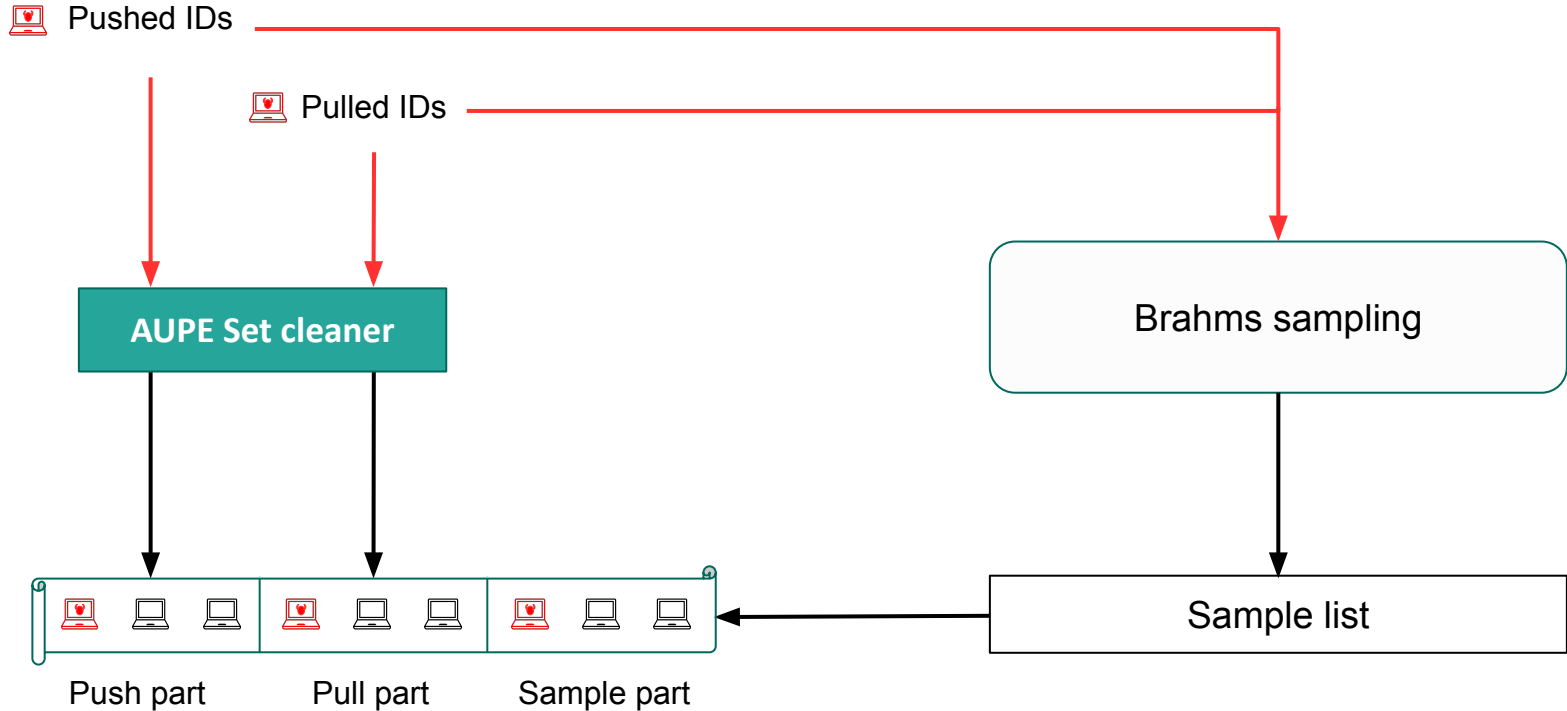 Pushed IDs
Pulled IDs
AUPE Set cleaner
Brahms sampling
Sample list
Push part
Pull part
Sample part